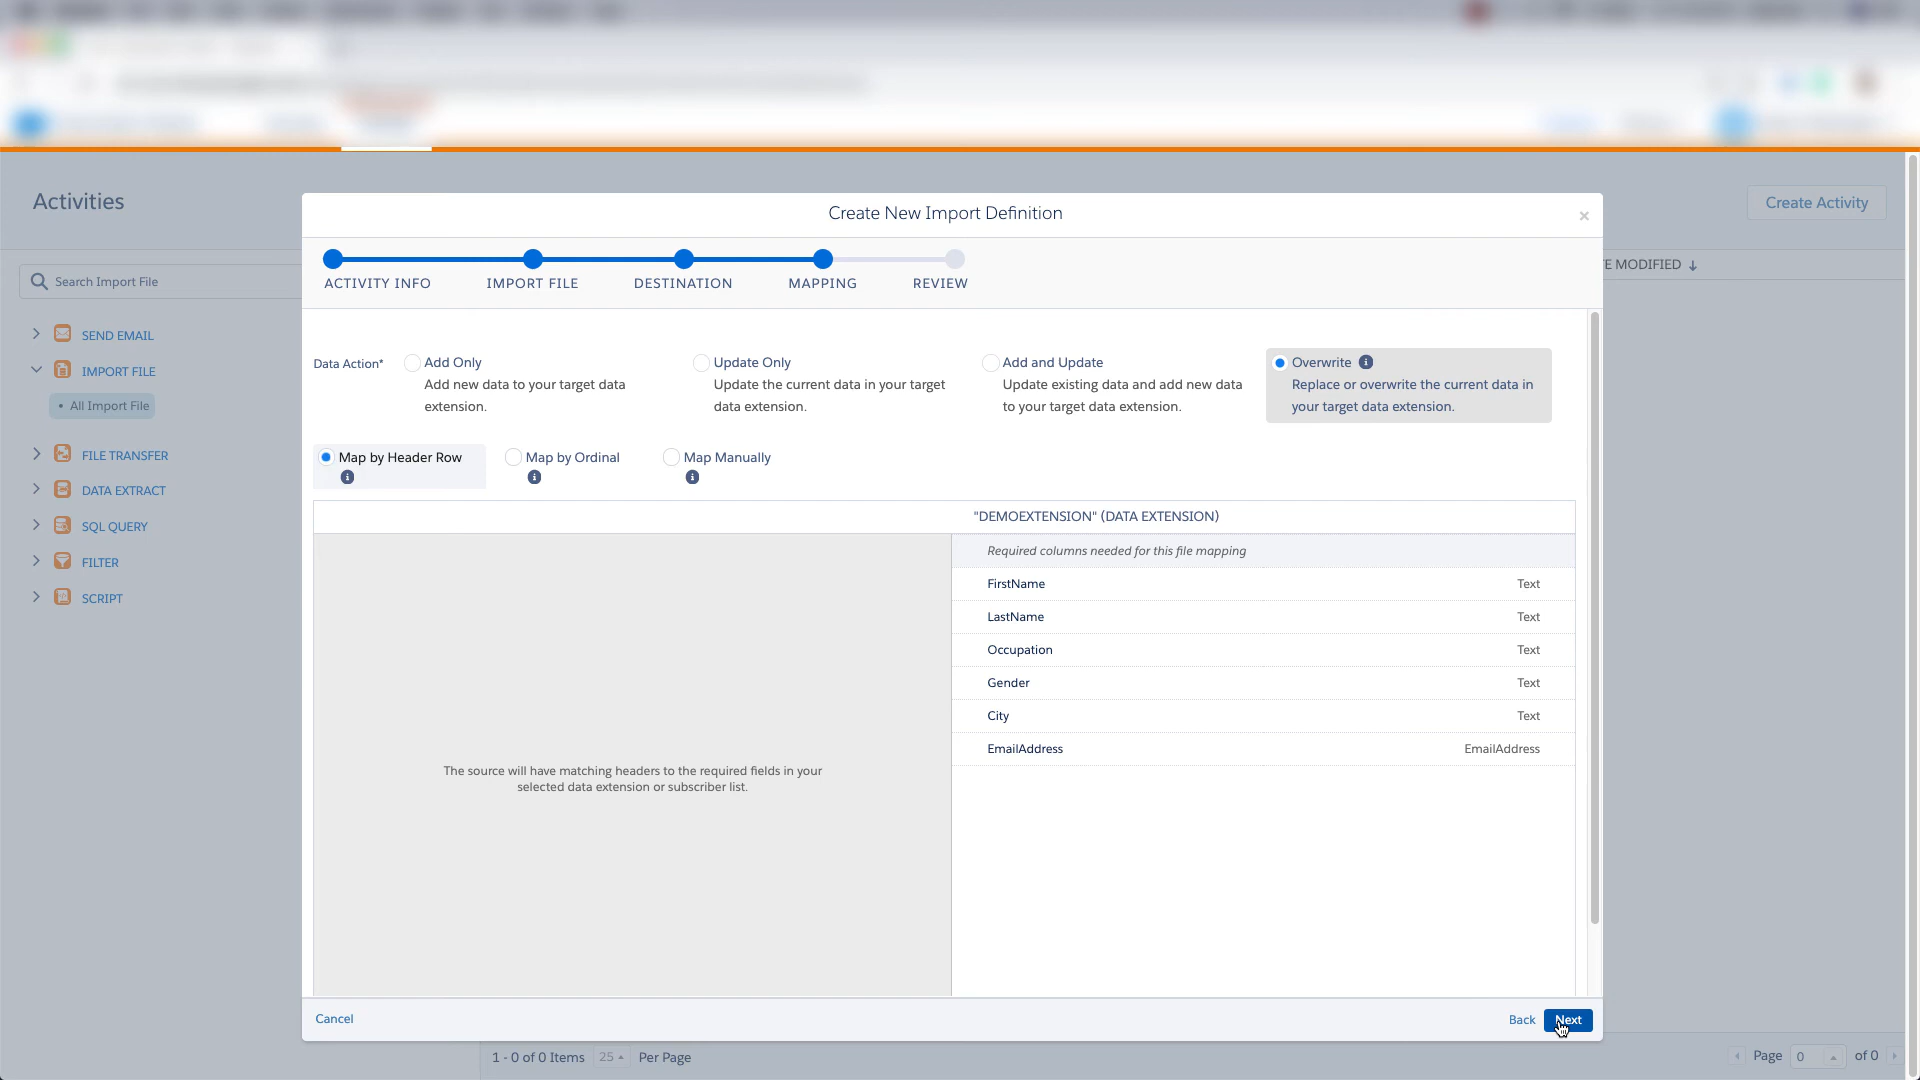 Activities
Create Activity
Create New Import Definition
×
ACTIVITY INFO
IMPORT FILE
DESTINATION
MAPPING
REVIEW
Search Import File
SEND EMAIL
IMPORT FILE
• All Import File
FILE TRANSFER
DATA EXTRACT
SQL QUERY
FILTER
SCRIPT
MODIFIED ↓
Data Action*
Add Only
Add new data to your target data
extension.
Update Only
Update the current data in your target
data extension.
Add and Update
Update existing data and add new data
to your target data extension.
Overwrite
Replace or overwrite the current data in
your target data extension.
Map by Header Row
Map by Ordinal
Map Manually
"DEMOEXTENSION" (DATA EXTENSION)
Required columns needed for this file mapping
FirstName Text
LastName Text
Occupation Text
Gender Text
City Text
EmailAddress EmailAddress
The source will have matching headers to the required fields in your
selected data extension or subscriber list.
Cancel
Back
Next
1 - 0 of 0 Items 25 Per Page
Page 0 of 0